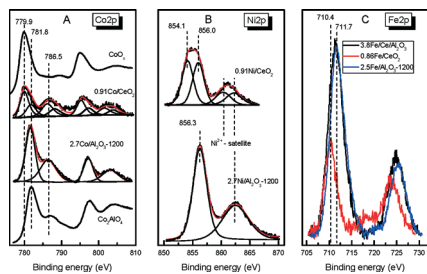 A
Co2p
779.9
781.8
786.5
CoOₓ
0.91Co/CeO₂
2.7Co/Al₂O₃-1200
Co₂AlO₄
780 790 800 810
Binding energy (eV)
B
Ni2p
854.1
856.0
0.91Ni/CeO₂
856.3
Ni²⁺ - satellite
2.7Ni/Al₂O₃-1200
850 855 860 865
Binding energy (eV)
C
Fe2p
710.4
711.7
3.8Fe/Ce/Al₂O₃
0.86Fe/CeO₂
2.5Fe/Al₂O₃-1200
705 710 715 720 725 730
Binding energy (eV)